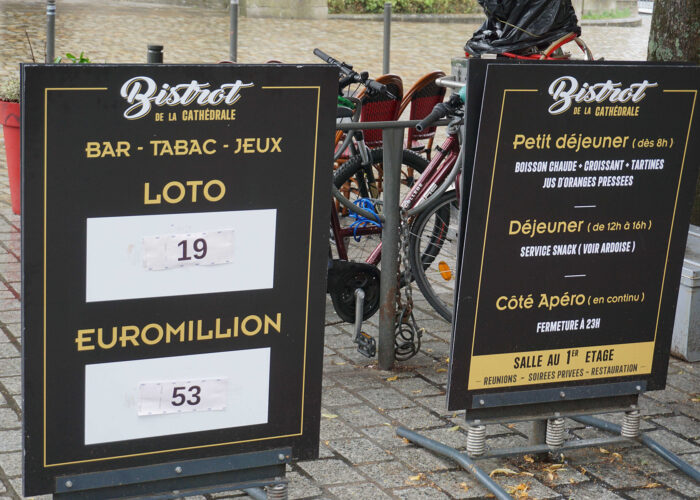 Bistrot
DE LA CATHÉDRALE
BAR - TABAC - JEUX
LOTO
19
EUROMILLION
53
Bistrot
DE LA CATHÉDRALE
Petit déjeuner (dès 8h)
BOISSON CHAUDE + CROISSANT + TARTINES
JUS D'ORANGES PRESSÉES
Déjeuner (de 12h à 16h)
SERVICE SNACK (VOIR ARDOISE)
Côté Apéro (en continu)
FERMETURE À 23H
SALLE AU 1ER ETAGE
- REUNIONS - SOIREES PRIVEES - RESTAURATION -